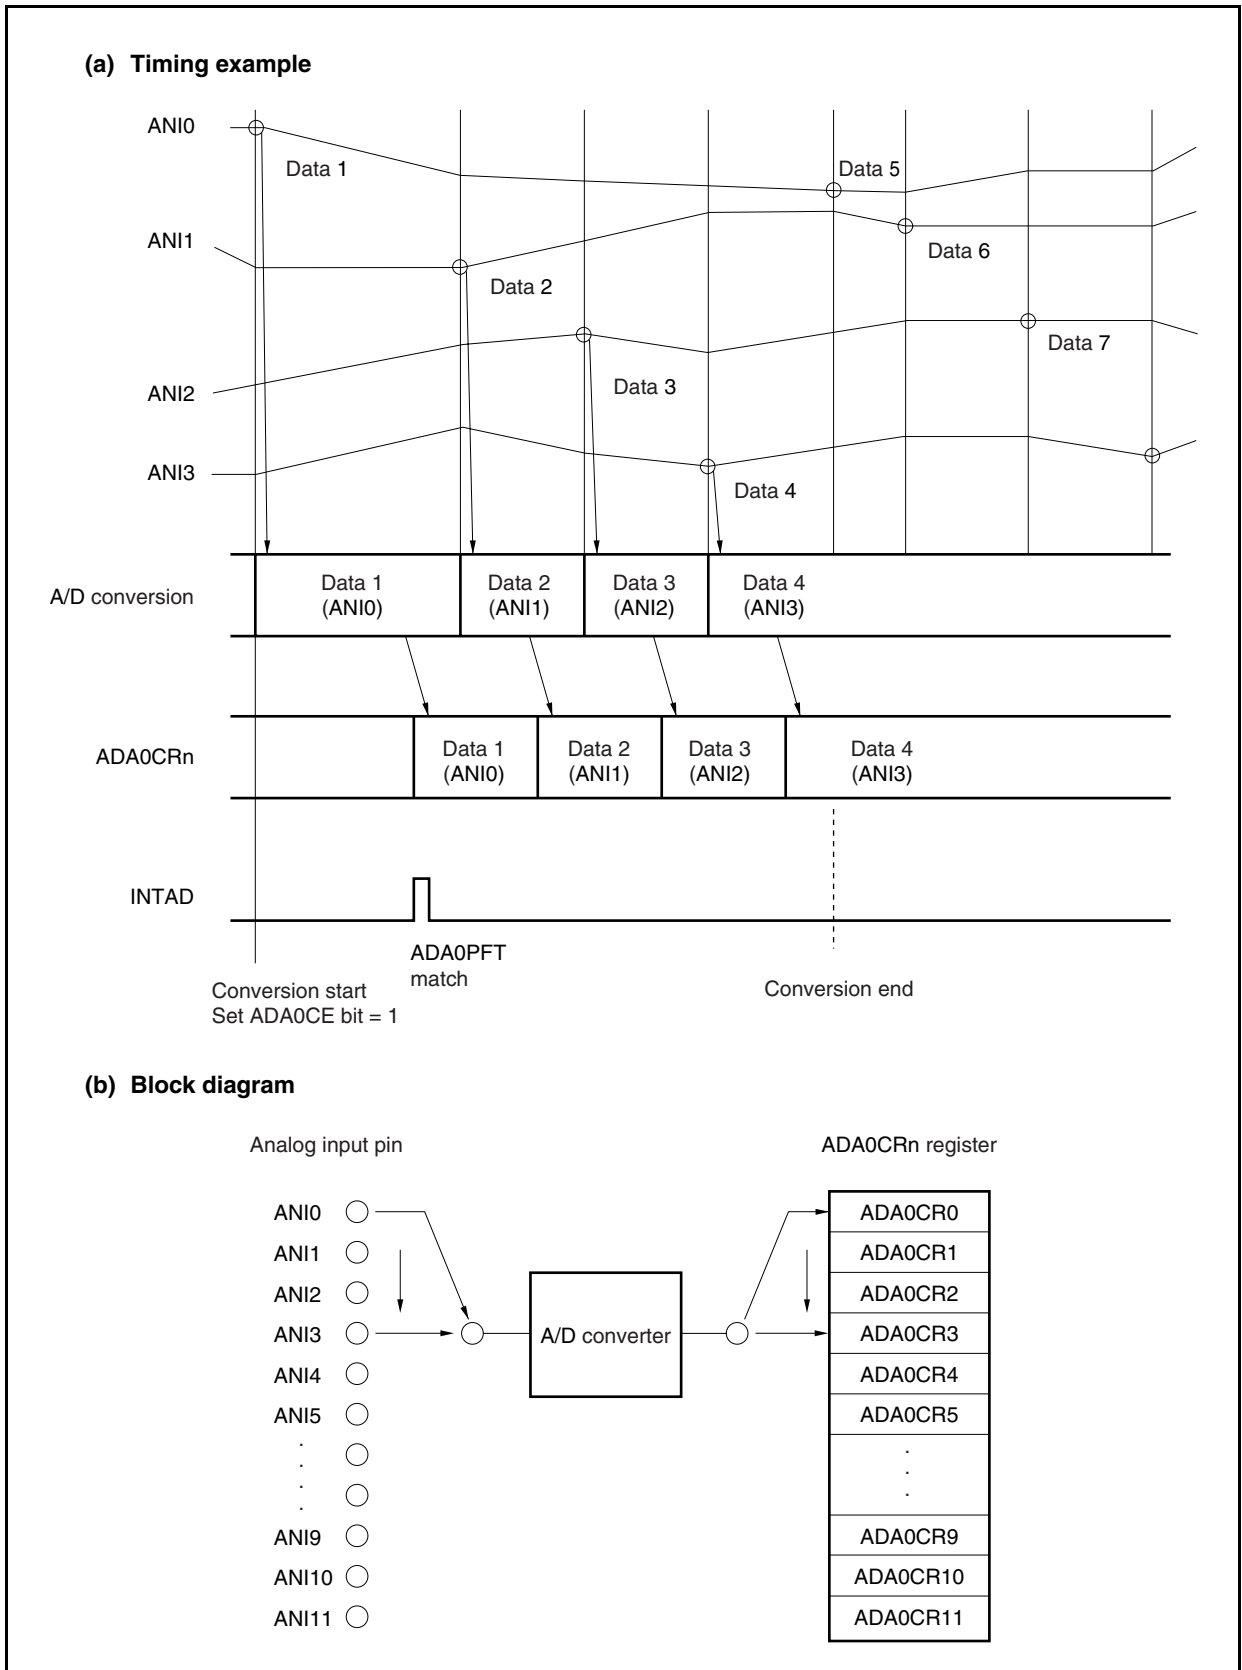 (a) Timing example
ANI0
Data 1
Data 5
ANI1
Data 6
Data 2
Data 7
ANI2
Data 3
ANI3
Data 4
A/D conversion
Data 1
(ANI0)
Data 2
(ANI1)
Data 3
(ANI2)
Data 4
(ANI3)
ADA0CRn
Data 1
(ANI0)
Data 2
(ANI1)
Data 3
(ANI2)
Data 4
(ANI3)
INTAD
ADA0PFT
match
Conversion start
Set ADA0CE bit = 1
Conversion end
(b) Block diagram
Analog input pin
ADA0CRn register
ANI0
ANI1
ANI2
ANI3
ANI4
ANI5
.
.
.
.
ANI9
ANI10
ANI11
A/D converter
ADA0CR0
ADA0CR1
ADA0CR2
ADA0CR3
ADA0CR4
ADA0CR5
.
.
.
ADA0CR9
ADA0CR10
ADA0CR11